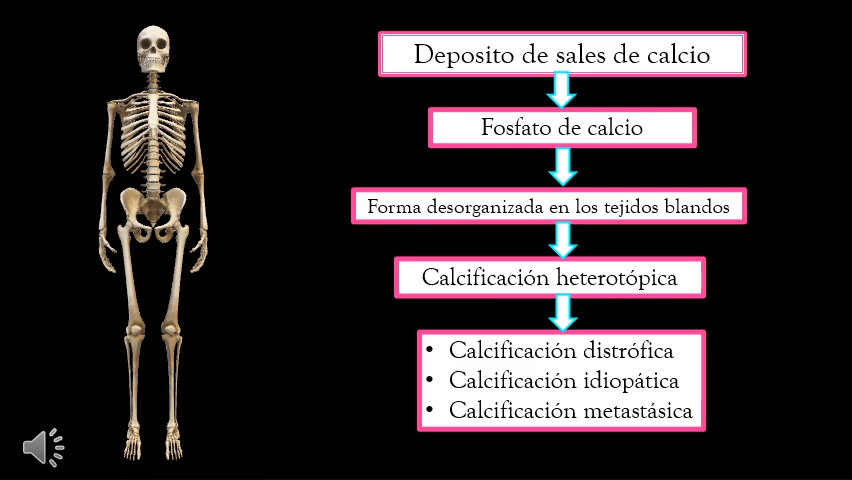 Deposito de sales de calcio
Fosfato de calcio
Forma desorganizada en los tejidos blandos
Calcificación heterotópica
• Calcificación distrófica
• Calcificación idiopática
• Calcificación metastásica